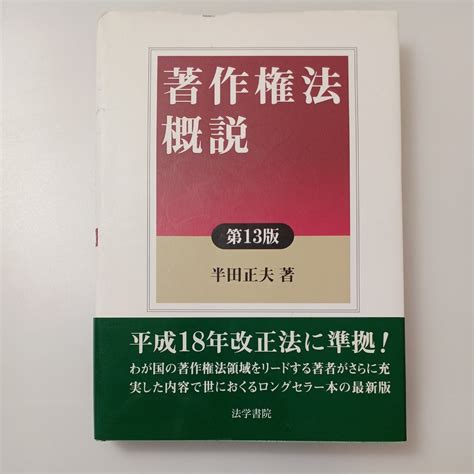 著作権法
概説
第13版
半田正夫 著
平成18年改正法に準拠!
わが国の著作権法領域をリードする著者がさらに充
実した内容で世におくるロングセラー本の最新版
法学書院